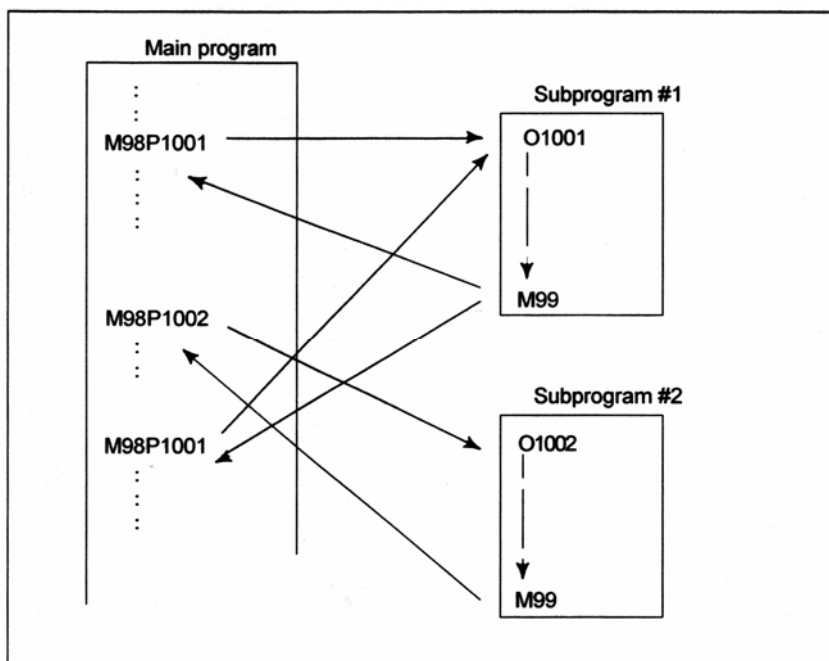 Main program
M98P1001
M98P1002
M98P1001
Subprogram #1
O1001
M99
Subprogram #2
O1002
M99